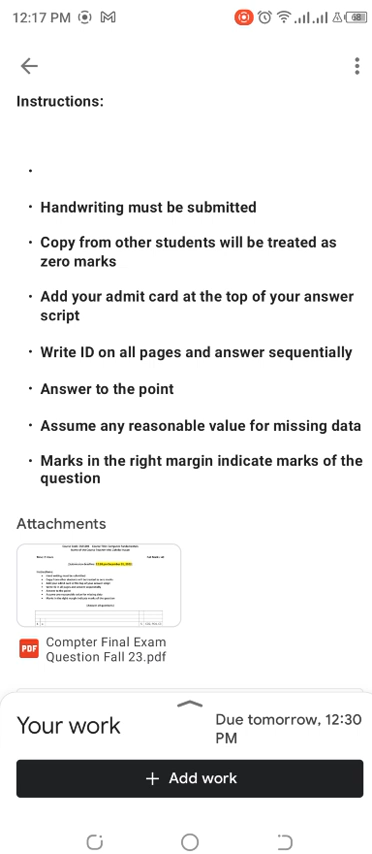 12:17 PM
68
Instructions:
Handwriting must be submitted
Copy from other students will be treated as
zero marks
Add your admit card at the top of your answer
script
Write ID on all pages and answer sequentially
Answer to the point
Assume any reasonable value for missing data
Marks in the right margin indicate marks of the
question
Attachments
PDF
Compter Final Exam
Question Fall 23.pdf
Your work
Due tomorrow, 12:30
PM
+ Add work